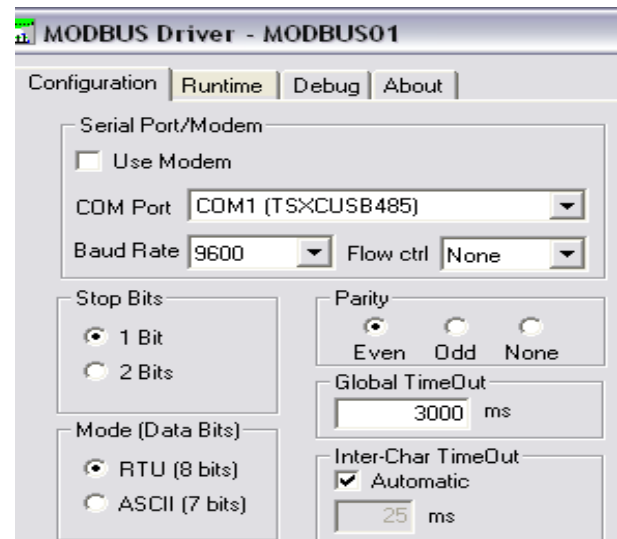 MODBUS Driver - MODBUS01
Configuration Runtime Debug About
Serial Port/Modem
Use Modem
COM Port COM1 (TSXCUSB485)
Baud Rate 9600 Flow ctrl None
Stop Bits
1 Bit
2 Bits
Parity
Even Odd None
Global TimeOut
3000 ms
Mode (Data Bits)
RTU (8 bits)
ASCII (7 bits)
Inter-Char TimeOut
Automatic
25 ms